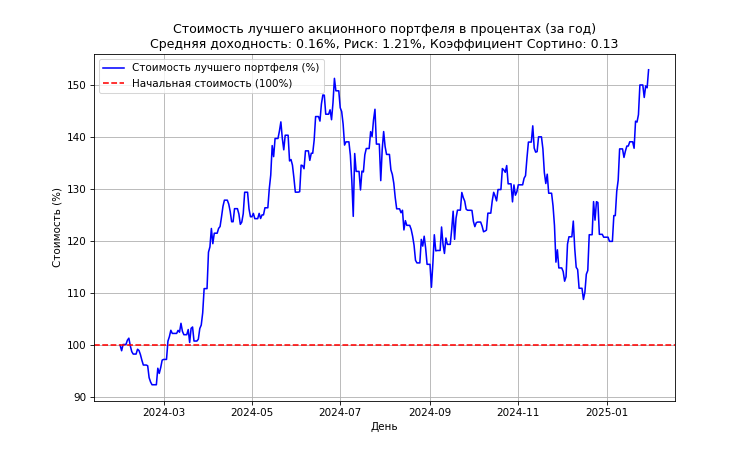 Стоимость лучшего акционного портфеля в процентах (за год)
Средняя доходность: 0.16%, Риск: 1.21%, Коэффициент Сортино: 0.13
Стоимость лучшего портфеля (%)
Начальная стоимость (100%)
Стоимость (%)
150
140
130
120
110
100
90
2024-03 2024-05 2024-07 2024-09 2024-11 2025-01
День